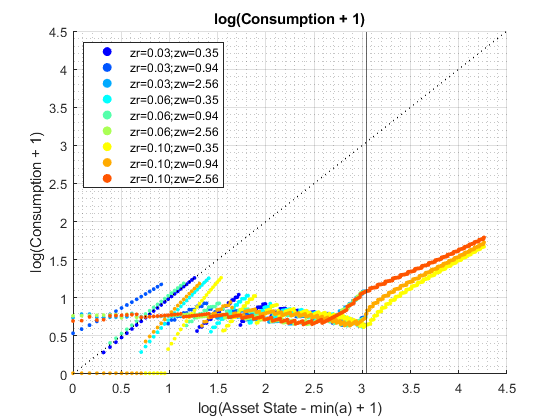 log(Consumption + 1)
4.5
4
3.5
3
2.5
2
1.5
1
0.5
0
log(Consumption + 1)
zr=0.03;zw=0.35
zr=0.03;zw=0.94
zr=0.03;zw=2.56
zr=0.06;zw=0.35
zr=0.06;zw=0.94
zr=0.06;zw=2.56
zr=0.10;zw=0.35
zr=0.10;zw=0.94
zr=0.10;zw=2.56
0 0.5 1 1.5 2 2.5 3 3.5 4 4.5
log(Asset State - min(a) + 1)